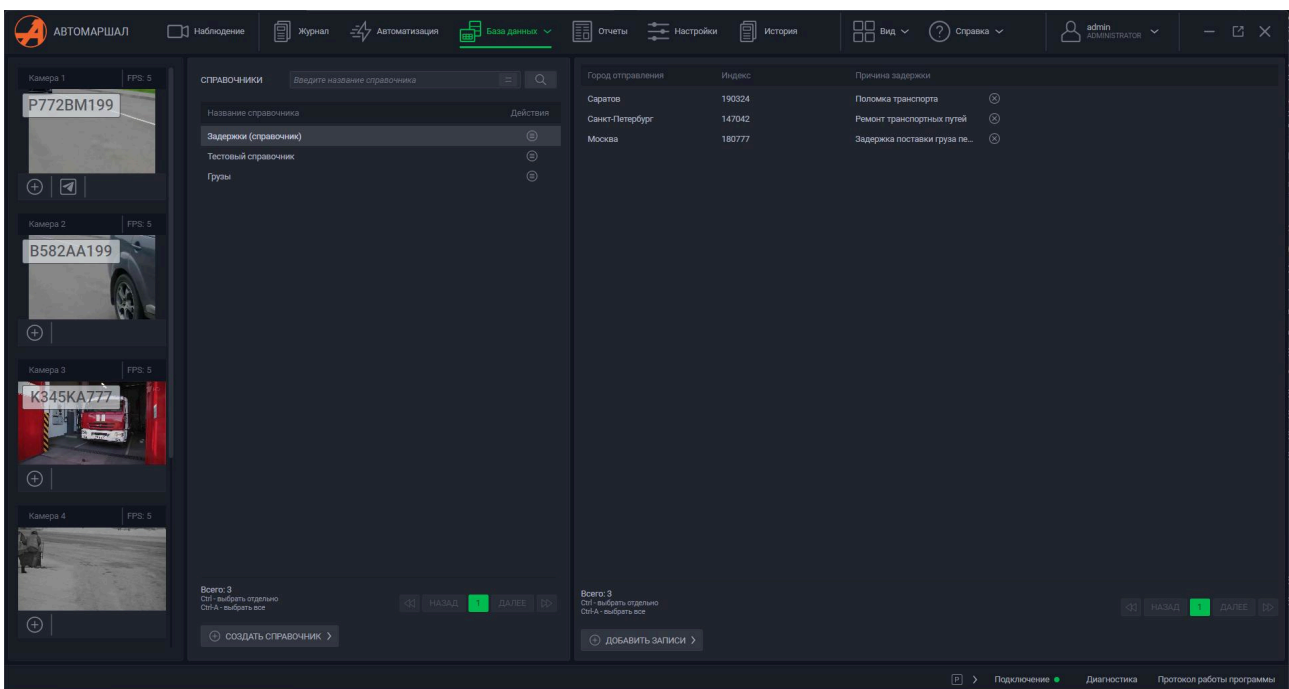 АВТОМАРШАЛ
Наблюдение
Журнал
Автоматизация
База данных
Отчеты
Настройки
История
Вид
Справка
admin
ADMINISTRATOR
Камера 1 FPS: 5
P772BM199
Камера 2 FPS: 5
B582AA199
Камера 3 FPS: 5
K345KA777
Камера 4 FPS: 5
СПРАВОЧНИКИ
Введите название справочника
Название справочника Действия
Задержки (справочник)
Тестовый справочник
Грузы
Всего: 3
Ctrl - выбрать отдельно
Ctrl-A - выбрать все
НАЗАД 1 ДАЛЕЕ
СОЗДАТЬ СПРАВОЧНИК
Город отправления Индекс Причина задержки
Саратов 190324 Поломка транспорта
Санкт-Петербург 147042 Ремонт транспортных путей
Москва 180777 Задержка поставки груза пе...
Всего: 3
Ctrl - выбрать отдельно
Ctrl-A - выбрать все
НАЗАД 1 ДАЛЕЕ
ДОБАВИТЬ ЗАПИСИ
P Подключение Диагностика Протокол работы программы